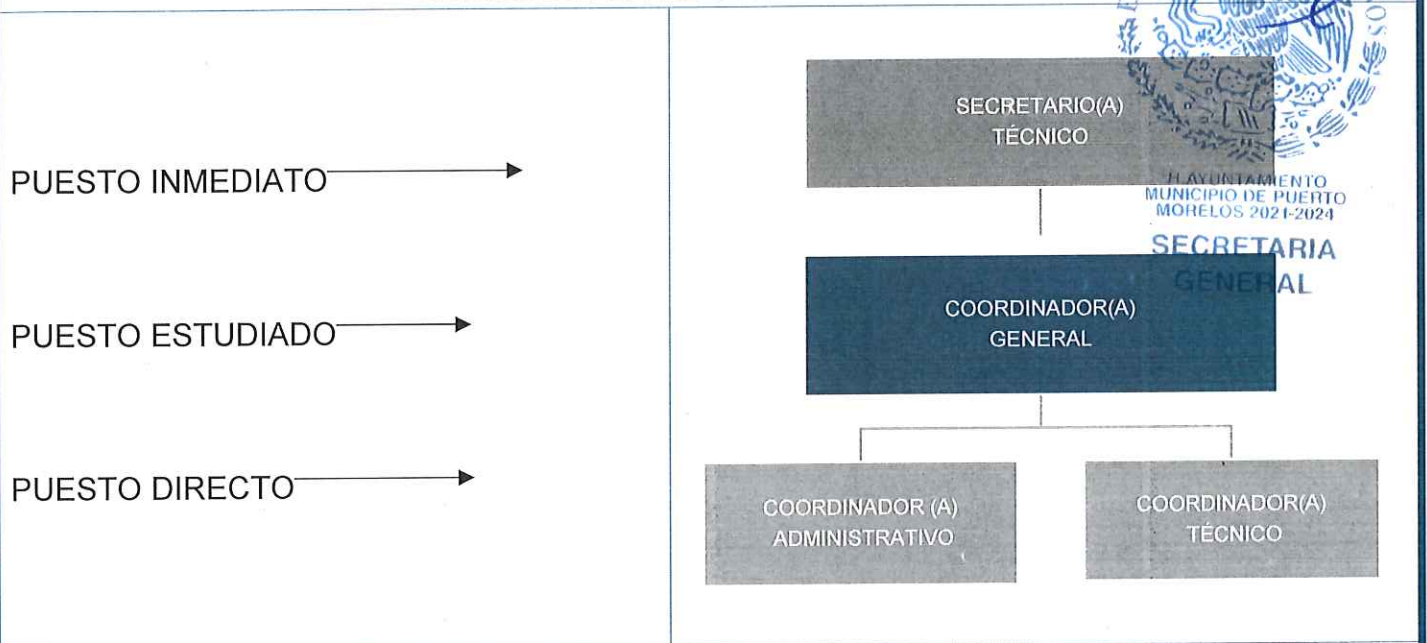 SECRETARIO(A)
TÉCNICO
PUESTO INMEDIATO
H. AYUNTAMIENTO
MUNICIPIO DE PUERTO
MORELOS 2021-2024
SECRETARIA
GENERAL
COORDINADOR(A)
GENERAL
PUESTO ESTUDIADO
PUESTO DIRECTO
COORDINADOR (A)
ADMINISTRATIVO
COORDINADOR(A)
TÉCNICO